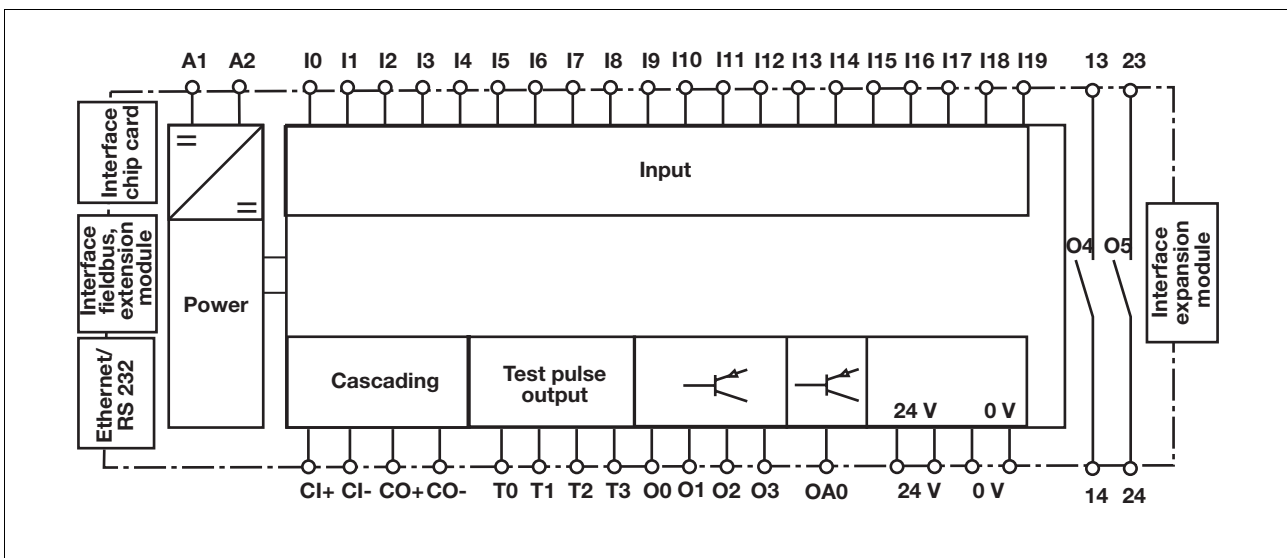 A1 A2 I0 I1 I2 I3 I4 I5 I6 I7 I8 I9 I10 I11 I12 I13 I14 I15 I16 I17 I18 I19 13 23
Interface
chip card
Interface
fieldbus,
extension
module
Ethernet/
RS 232
Power
Input
O4 O5
Interface
expansion
module
Cascading
Test pulse
output
24 V 0 V
CI+ CI- CO+ CO- T0 T1 T2 T3 O0 O1 O2 O3 OA0 24 V 0 V 14 24